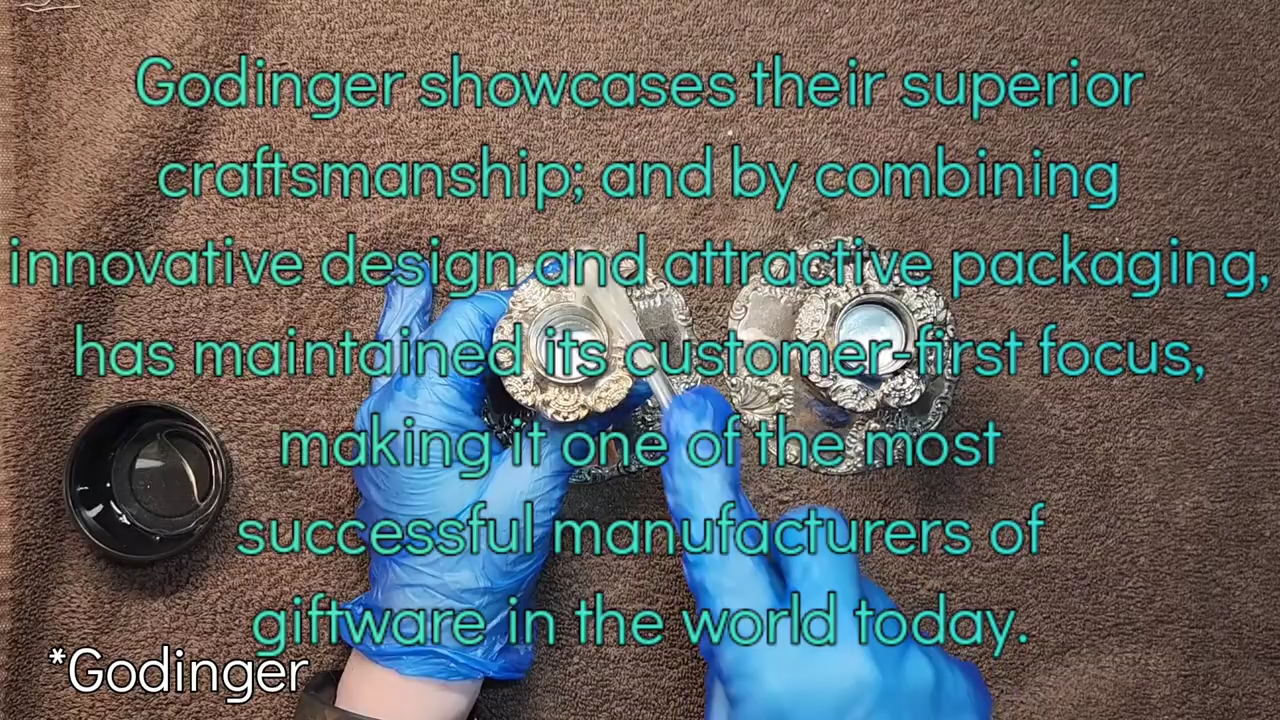 Godinger showcases their superior
craftsmanship; and by combining
innovative design and attractive packaging,
has maintained its customer-first focus,
making it one of the most
successful manufacturers of
giftware in the world today.
*Godinger